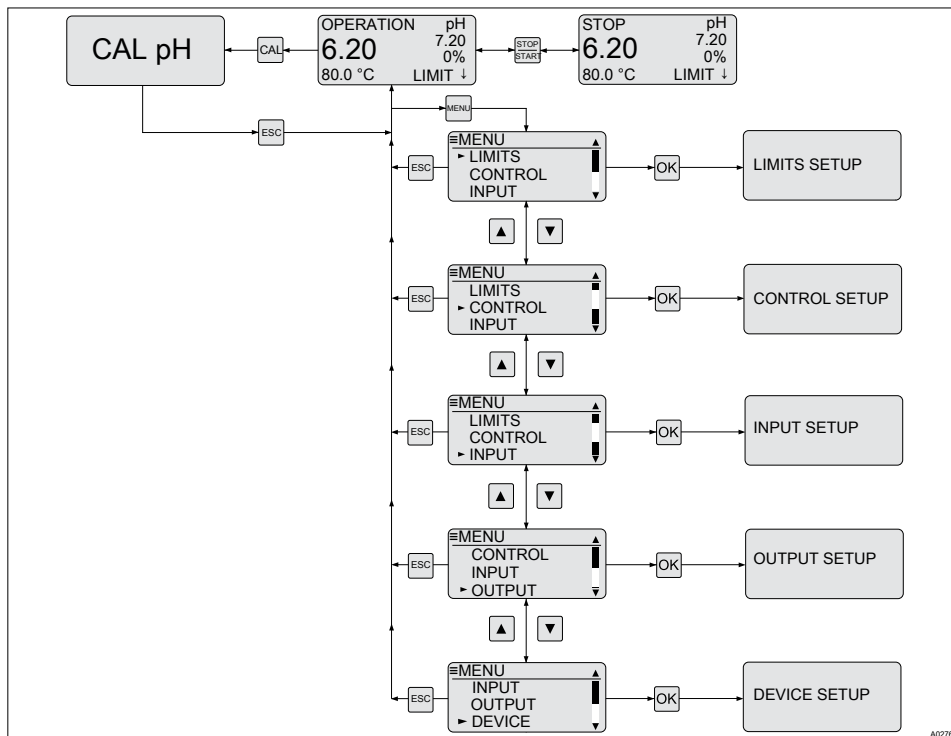 CAL pH
CAL
OPERATION pH
6.20 7.20
0%
80.0 °C LIMIT ↓
STOP
START
STOP pH
6.20 7.20
0%
80.0 °C LIMIT ↓
ESC
MENU
≡MENU ▲
► LIMITS
CONTROL
INPUT ▼
ESC
OK
LIMITS SETUP
▲ ▼
≡MENU ▲
LIMITS
► CONTROL
INPUT ▼
ESC
OK
CONTROL SETUP
▲ ▼
≡MENU ▲
LIMITS
CONTROL
► INPUT ▼
ESC
OK
INPUT SETUP
▲ ▼
≡MENU ▲
CONTROL
INPUT
► OUTPUT ▼
ESC
OK
OUTPUT SETUP
▲ ▼
≡MENU ▲
INPUT
OUTPUT
► DEVICE ▼
ESC
OK
DEVICE SETUP